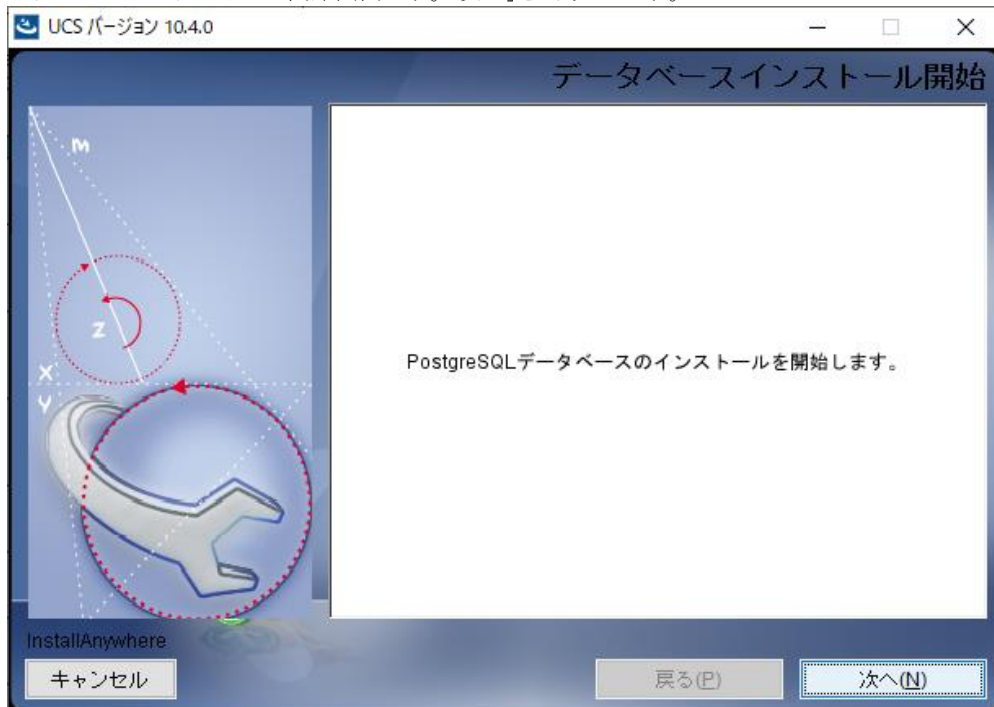 UCS バージョン 10.4.0
データベースインストール開始
M
Z
X
Y
PostgreSQLデータベースのインストールを開始します。
InstallAnywhere
キャンセル
戻る(P)
次へ(N)